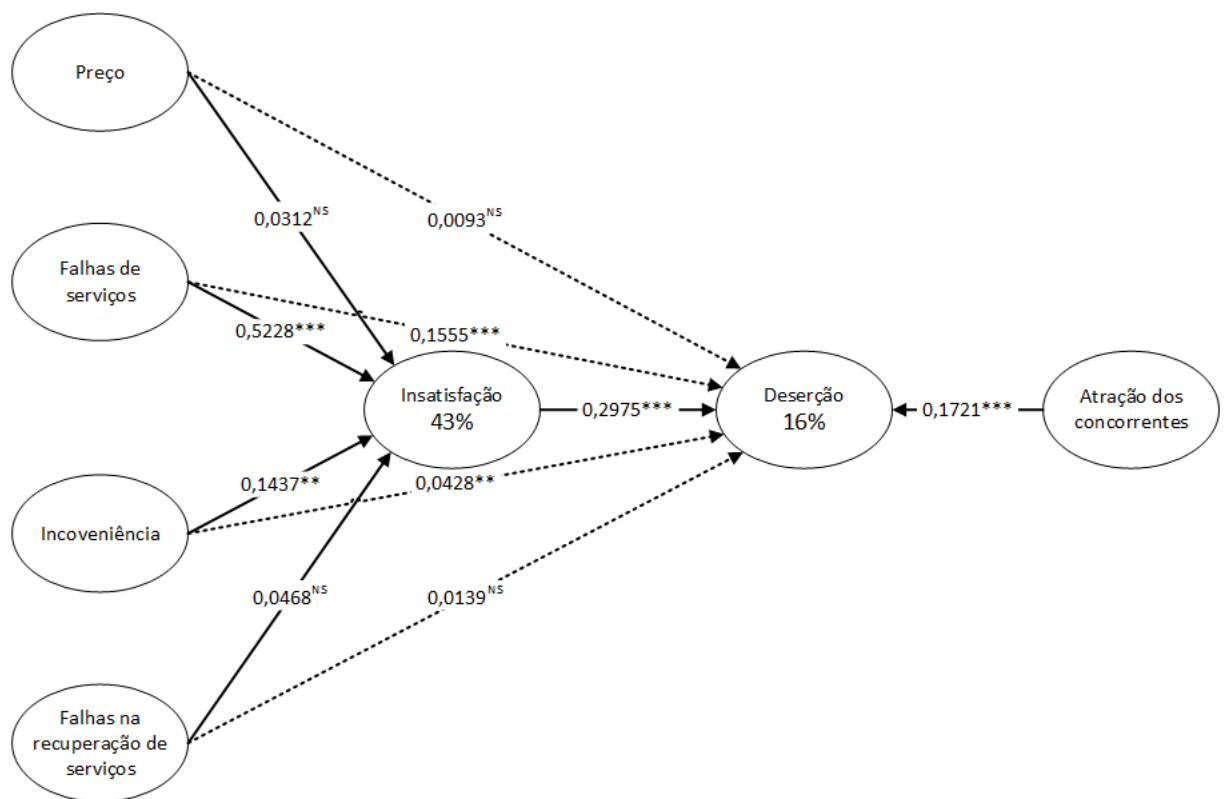 Preço
0,0312NS
0,0093NS
Falhas de
serviços
0,5228***
0,1555***
Insatisfação
43%
0,2975***
Deserção
16%
0,1721***
Atração dos
concorrentes
0,1437**
0,0428**
Incoveniência
0,0468NS
0,0139NS
Falhas na
recuperação de
serviços